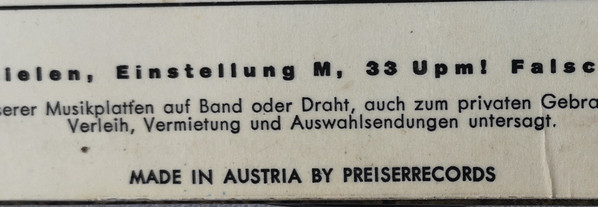 ielen, Einstellung M, 33 Upm! Falsc
serer Musikplatten auf Band oder Draht, auch zum privaten Gebra
Verleih, Vermietung und Auswahlsendungen untersagt.
MADE IN AUSTRIA BY PREISERRECORDS